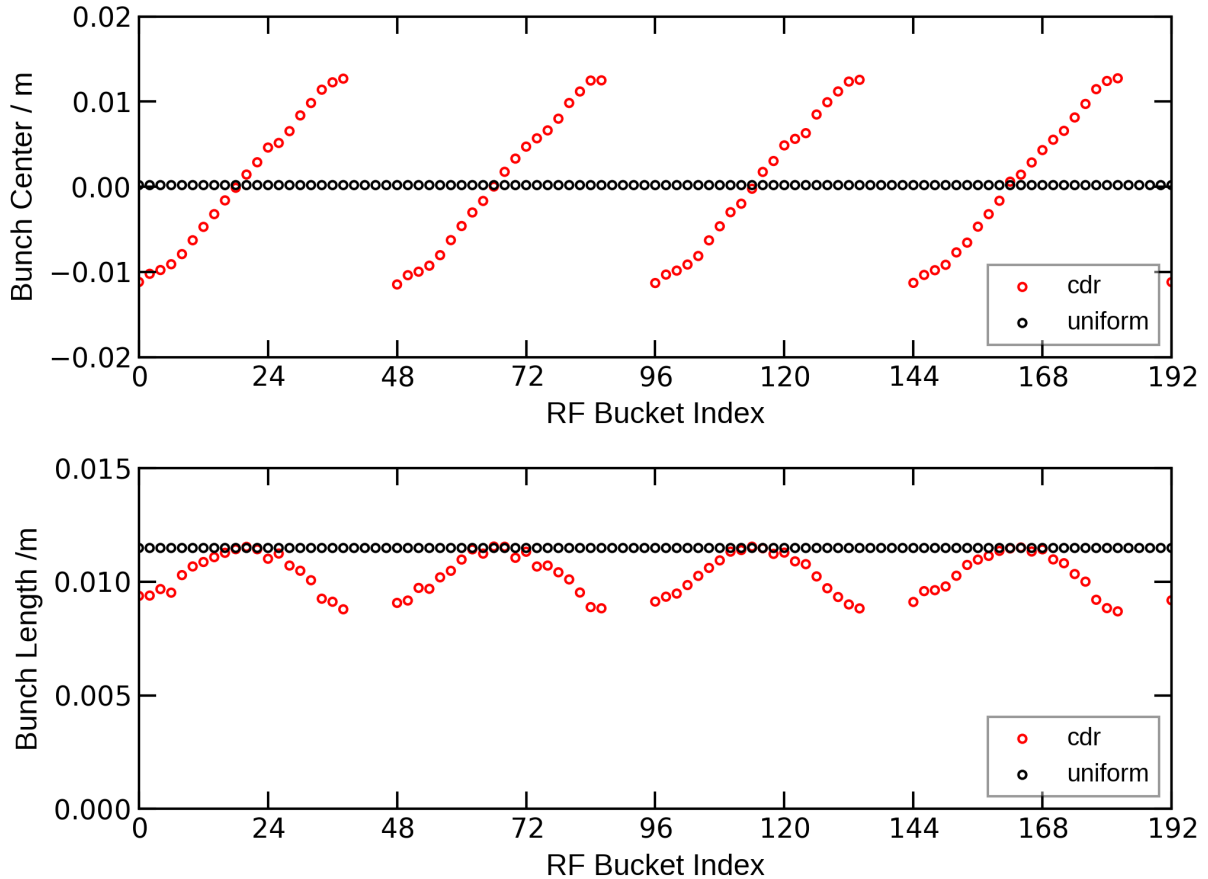 0.02
0.01
0.00
−0.01
−0.02
Bunch Center / m
0 24 48 72 96 120 144 168 192
RF Bucket Index
cdr
uniform
0.015
0.010
0.005
0.000
Bunch Length /m
0 24 48 72 96 120 144 168 192
RF Bucket Index
cdr
uniform